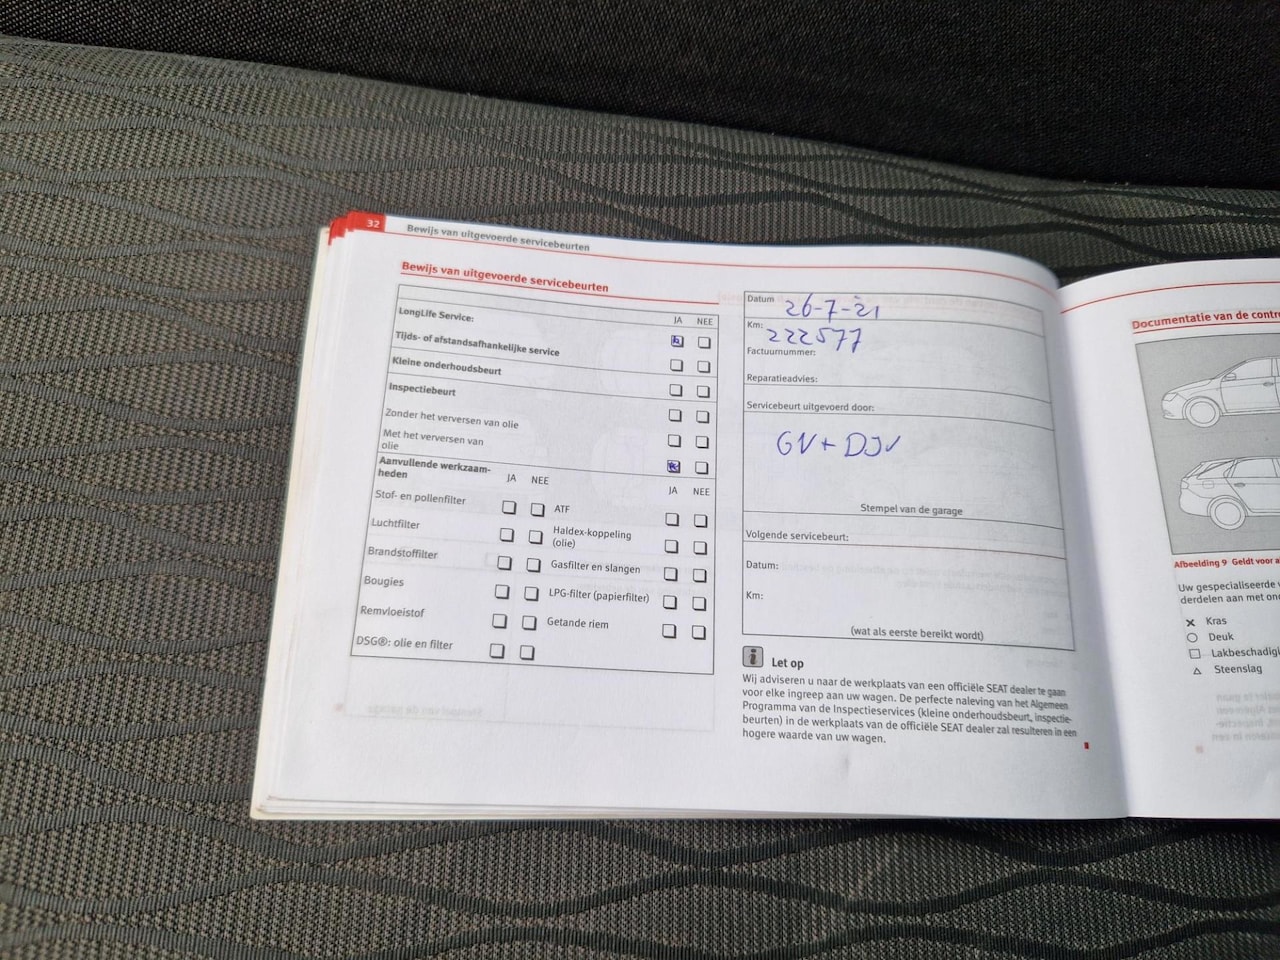 32
Bewijs van uitgevoerde servicebeurten
Bewijs van uitgevoerde servicebeurten
JA NEE
LongLife Service:
Tijds- of afstandsafhankelijke service
Kleine onderhoudsbeurt
Inspectiebeurt
Zonder het verversen van olie
Met het verversen van
olie
Aanvullende werkzaam-
heden
JA NEE
JA NEE
Stof- en pollenfilter
ATF
Luchtfilter
Haldex-koppeling
(olie)
Brandstoffilter
Gasfilter en slangen
Bougies
LPG-filter (papierfilter)
Remvloeistof
Getande riem
DSG®: olie en filter
Datum 26-7-21
Km: 222577
Factuurnummer:
Reparatieadvies:
Servicebeurt uitgevoerd door:
Stempel van de garage
Volgende servicebeurt:
Datum:
Km:
(wat als eerste bereikt wordt)
i Let op
Wij adviseren u naar de werkplaats van een officiële SEAT dealer te gaan
voor elke ingreep aan uw wagen. De perfecte naleving van het Algemeen
Programma van de Inspectieservices (kleine onderhoudsbeurt, inspectie-
beurten) in de werkplaats van de officiële SEAT dealer zal resulteren in een
hogere waarde van uw wagen.
Documentatie van de contro
Afbeelding 9 Geldt voor a
Uw gespecialiseerde
derdelen aan met on
Kras
Deuk
Lakbeschadigi
Steenslag